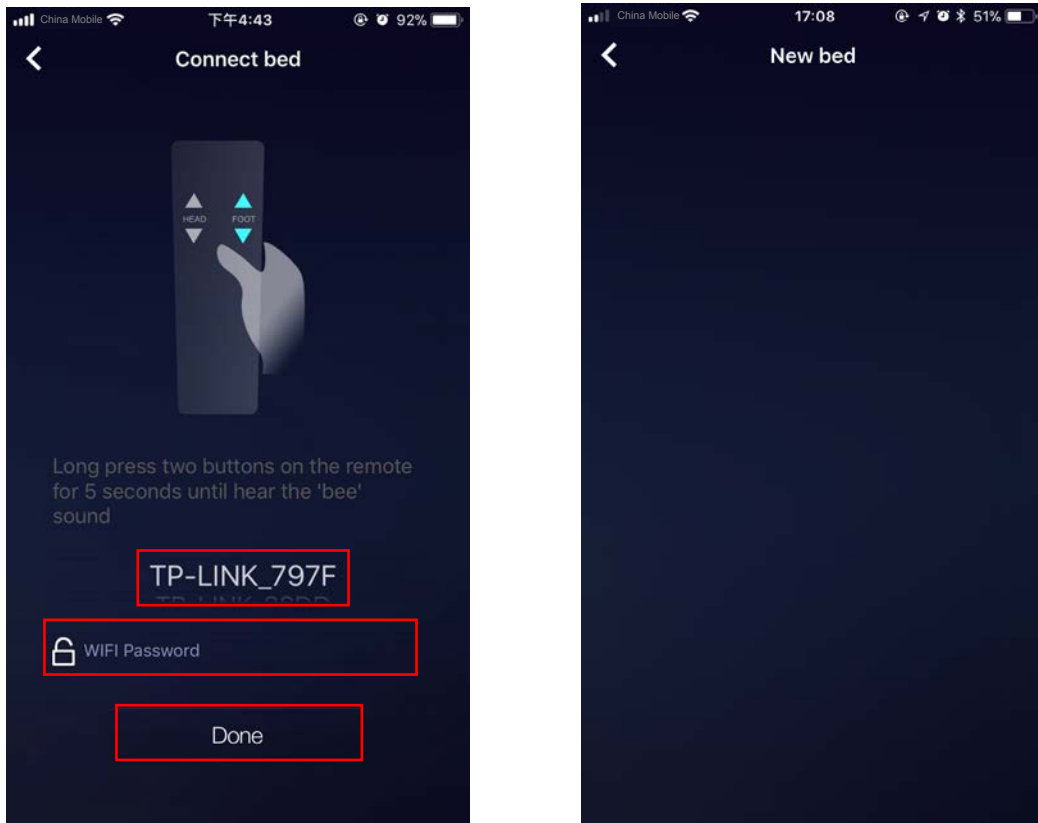 China Mobile 下午4:43 92%
Connect bed
HEAD FOOT
Long press two buttons on the remote
for 5 seconds until hear the 'bee'
sound
TP-LINK_797F
WIFI Password
Done
China Mobile 17:08 51%
New bed